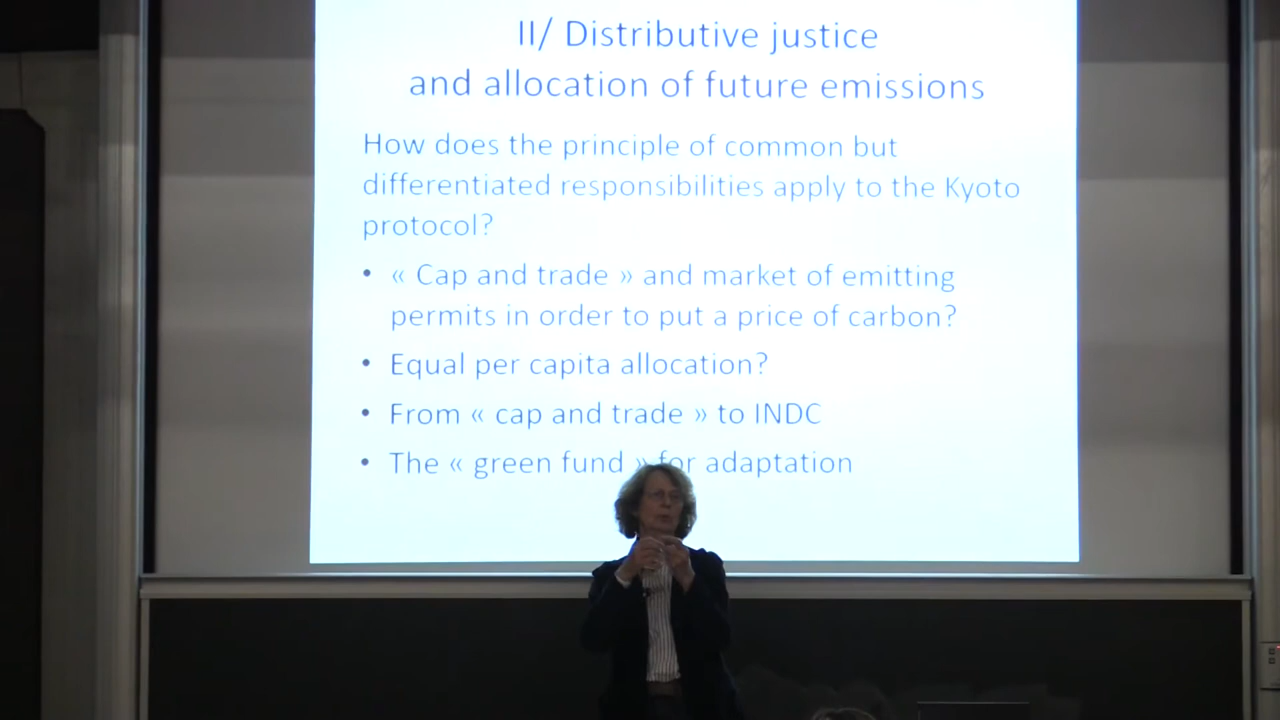 II/ Distributive justice
and allocation of future emissions
How does the principle of common but
differentiated responsibilities apply to the Kyoto
protocol?
• « Cap and trade » and market of emitting
permits in order to put a price of carbon?
• Equal per capita allocation?
• From « cap and trade » to INDC
• The « green fund » for adaptation